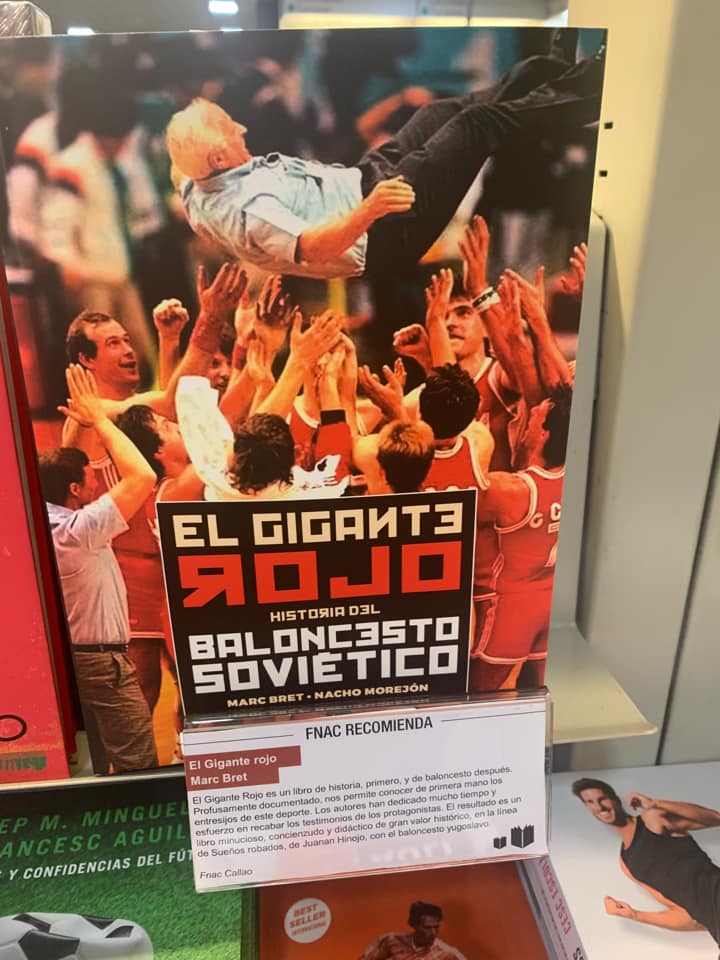 EL GIGANTE
ROJO
HISTORIA DEL
BALONCESTO
SOVIÉTICO
MARC BRET • NACHO MOREJÓN
FNAC RECOMIENDA
El Gigante rojo
Marc Bret
El Gigante Rojo es un libro de historia, primero, y de baloncesto después.
Profusamente documentado, nos permite conocer de primera mano los
entresijos de este deporte. Los autores han dedicado mucho tiempo y
esfuerzo en recabar los testimonios de los protagonistas. El resultado es un
libro minucioso, concienzudo y didáctico de gran valor histórico, en la línea
de Sueños robados, de Juanan Hinojo, con el baloncesto yugoslavo.
Fnac Callao
EP M. MINGUEL
ANCESC AGUIL
Y CONFIDENCIAS DEL FÚT
BEST
SELLER